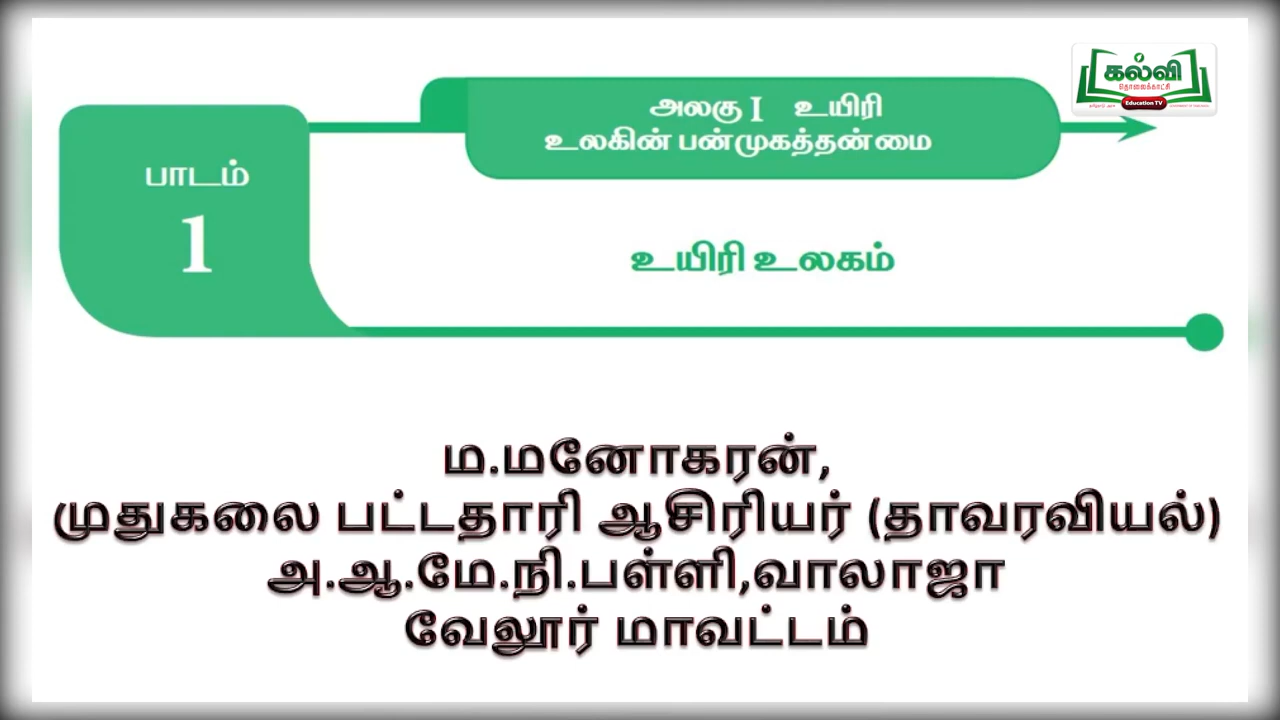 கல்வி
தொலைக்காட்சி
Education TV
அலகு I உயிரி
உலகின் பன்முகத்தன்மை
பாடம்
1
உயிரி உலகம்
ம.மனோகரன்,
முதுகலை பட்டதாரி ஆசிரியர் (தாவரவியல்)
அ.ஆ.மே.நி.பள்ளி,வாலாஜா
வேலூர் மாவட்டம்